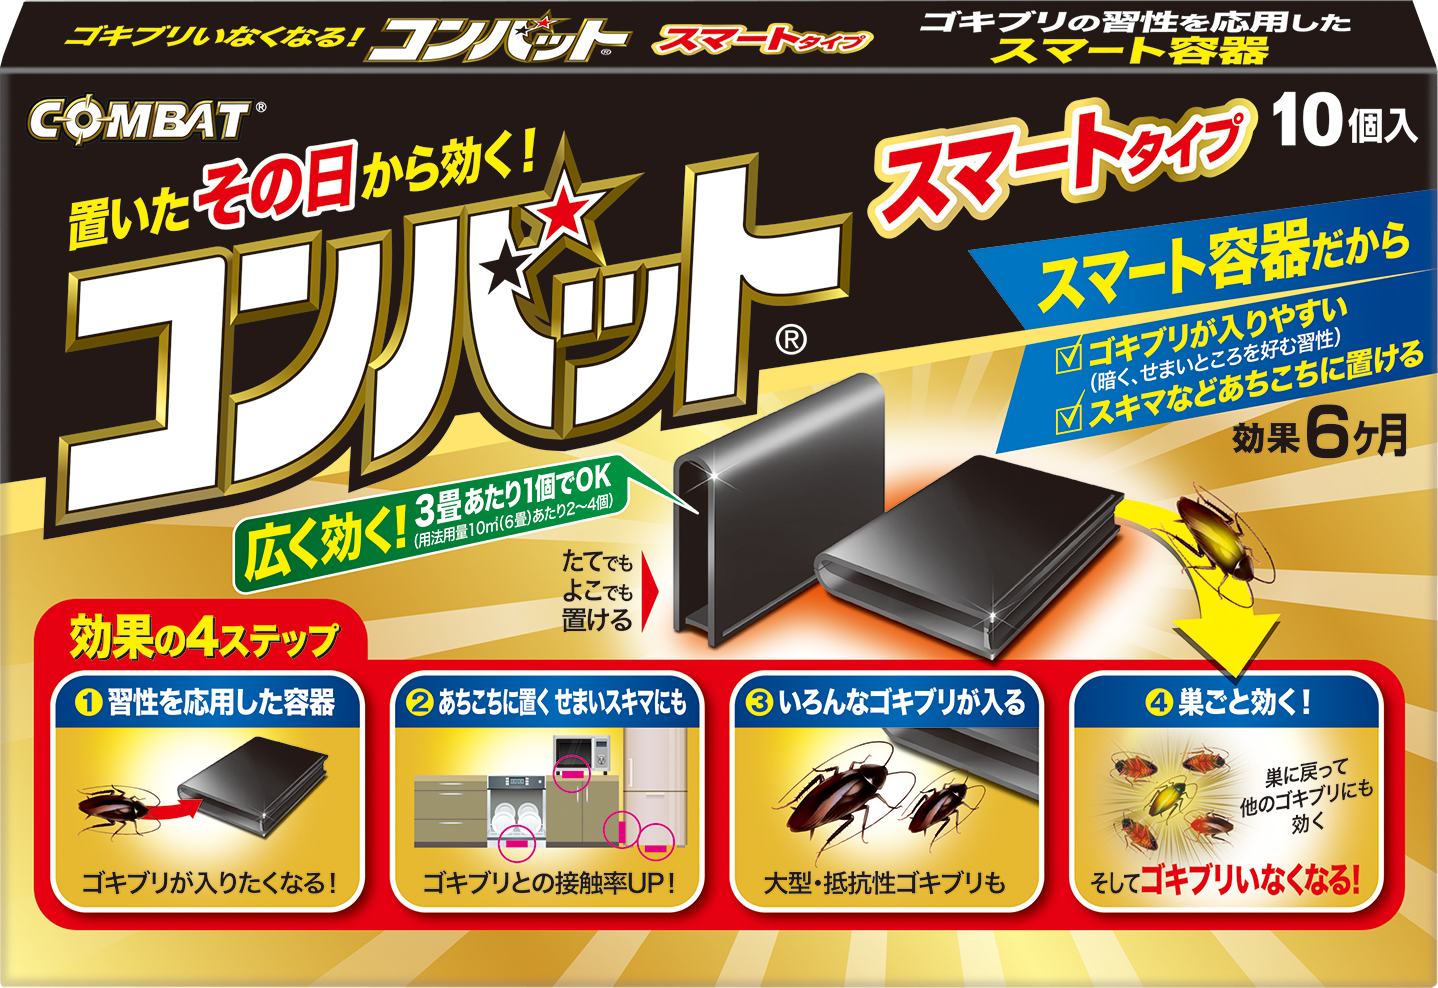 ゴキブリいなくなる! コンバット® スマートタイプ
ゴキブリの習性を応用した
スマート容器
COMBAT®
置いたその日から効く!
コンバット®
スマートタイプ
10個入
スマート容器だから
ゴキブリが入りやすい
(暗く、せまいところを好む習性)
スキマなどあちこちに置ける
効果6ヶ月
広く効く!
3畳あたり1個でOK
(用法用量10㎡(6畳)あたり2〜4個)
たてでも
よこでも
置ける
効果の4ステップ
1 習性を応用した容器
ゴキブリが入りたくなる!
2 あちこちに置く せまいスキマにも
ゴキブリとの接触率UP!
3 いろんなゴキブリが入る
大型・抵抗性ゴキブリも
4 巣ごと効く!
巣に戻って
他のゴキブリにも
効く
そしてゴキブリいなくなる!